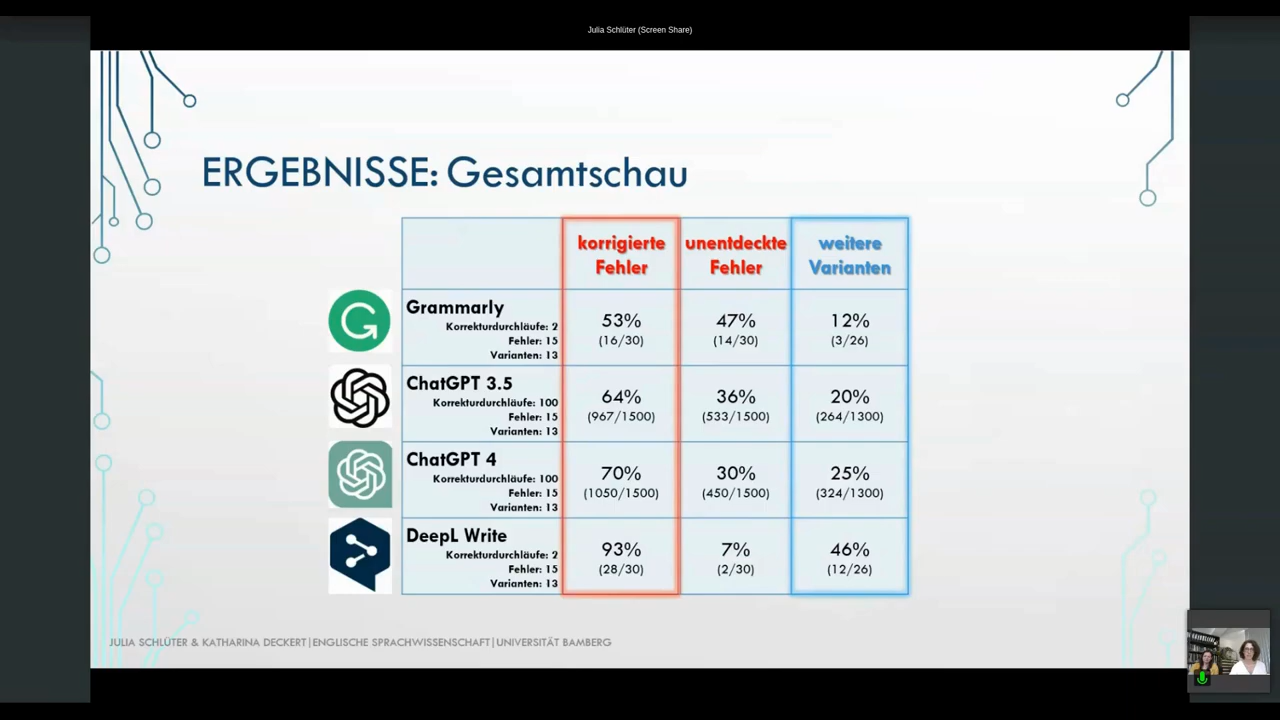 Julia Schlüter (Screen Share)
ERGEBNISSE: Gesamtschau
korrigierte Fehler
unentdeckte Fehler
weitere Varianten
Grammarly
Korrekturdurchläufe: 2
Fehler: 15
Varianten: 13
53%
(16/30)
47%
(14/30)
12%
(3/26)
ChatGPT 3.5
Korrekturdurchläufe: 100
Fehler: 15
Varianten: 13
64%
(967/1500)
36%
(533/1500)
20%
(264/1300)
ChatGPT 4
Korrekturdurchläufe: 100
Fehler: 15
Varianten: 13
70%
(1050/1500)
30%
(450/1500)
25%
(324/1300)
DeepL Write
Korrekturdurchläufe: 2
Fehler: 15
Varianten: 13
93%
(28/30)
7%
(2/30)
46%
(12/26)
JULIA SCHLÜTER & KATHARINA DECKERT|ENGLISCHE SPRACHWISSENSCHAFT|UNIVERSITÄT BAMBERG